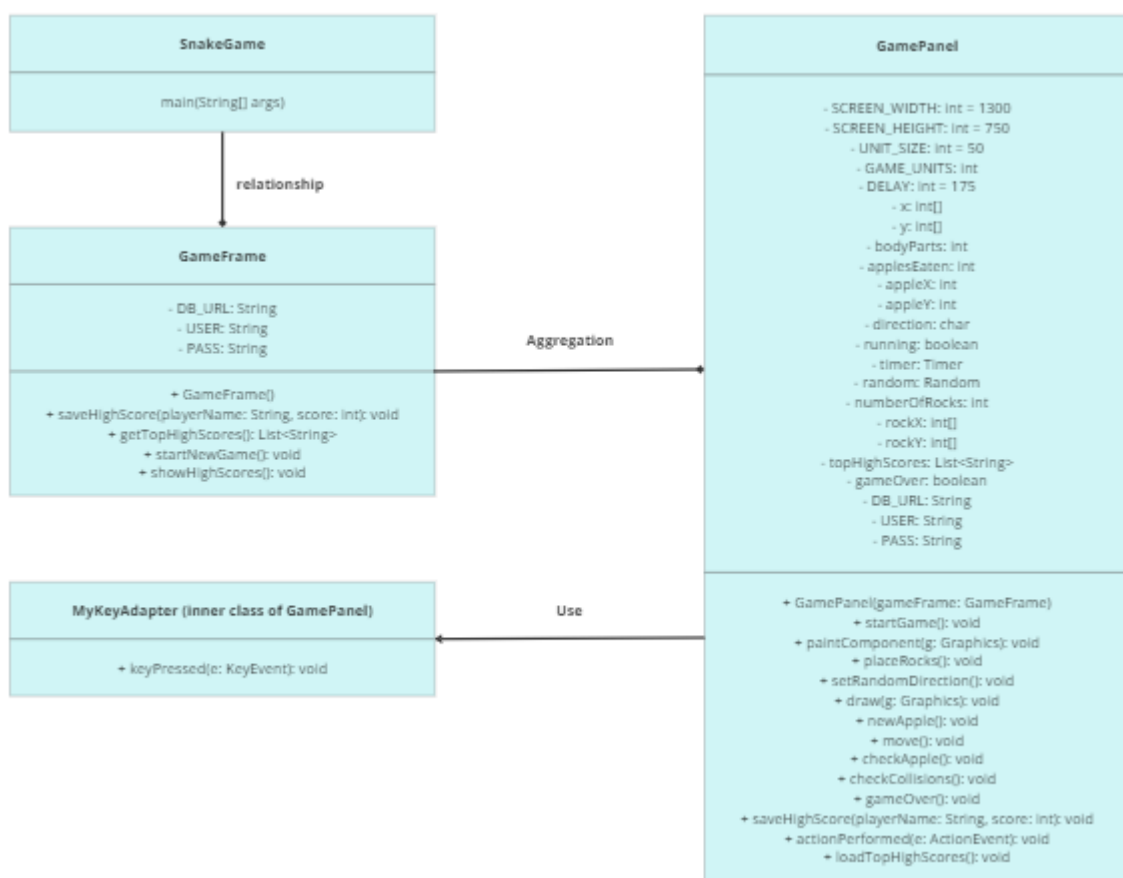 SnakeGame
main(String[] args)
relationship
GameFrame
- DB_URL: String
- USER: String
- PASS: String
+ GameFrame()
+ saveHighScore(playerName: String, score: int): void
+ getTopHighScores(): List<String>
+ startNewGame(): void
+ showHighScores(): void
Aggregation
MyKeyAdapter (inner class of GamePanel)
+ keyPressed(e: KeyEvent): void
Use
GamePanel
- SCREEN_WIDTH: int = 1300
- SCREEN_HEIGHT: int = 750
- UNIT_SIZE: int = 50
- GAME_UNITS: int
- DELAY: int = 175
- x: int[]
- y: int[]
- bodyParts: int
- applesEaten: int
- appleX: int
- appleY: int
- direction: char
- running: boolean
- timer: Timer
- random: Random
- numberOfRocks: int
- rockX: int[]
- rockY: int[]
- topHighScores: List<String>
- gameOver: boolean
- DB_URL: String
- USER: String
- PASS: String
+ GamePanel(gameFrame: GameFrame)
+ startGame(): void
+ paintComponent(g: Graphics): void
+ placeRocks(): void
+ setRandomDirection(): void
+ draw(g: Graphics): void
+ newApple(): void
+ move(): void
+ checkApple(): void
+ checkCollisions(): void
+ gameOver(): void
+ saveHighScore(playerName: String, score: int): void
+ actionPerformed(e: ActionEvent): void
+ loadTopHighScores(): void